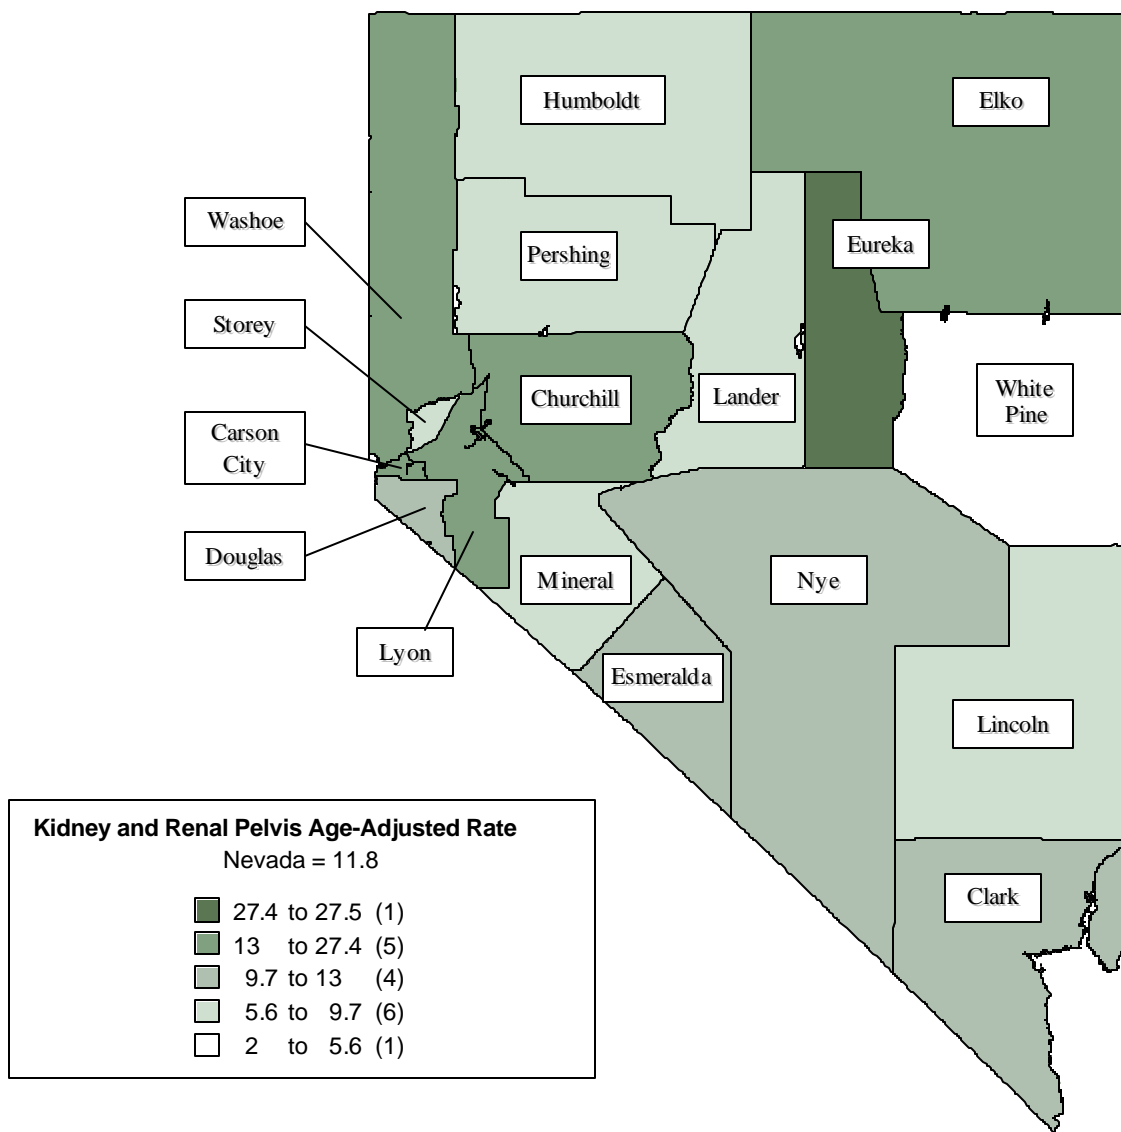 Humboldt
Elko
Washoe
Eureka
Pershing
Storey
Churchill
Lander
White
Pine
Carson
City
Douglas
Mineral
Nye
Lyon
Esmeralda
Lincoln
Kidney and Renal Pelvis Age-Adjusted Rate
Nevada = 11.8
27.4 to 27.5 (1)
13 to 27.4 (5)
9.7 to 13 (4)
5.6 to 9.7 (6)
2 to 5.6 (1)
Clark